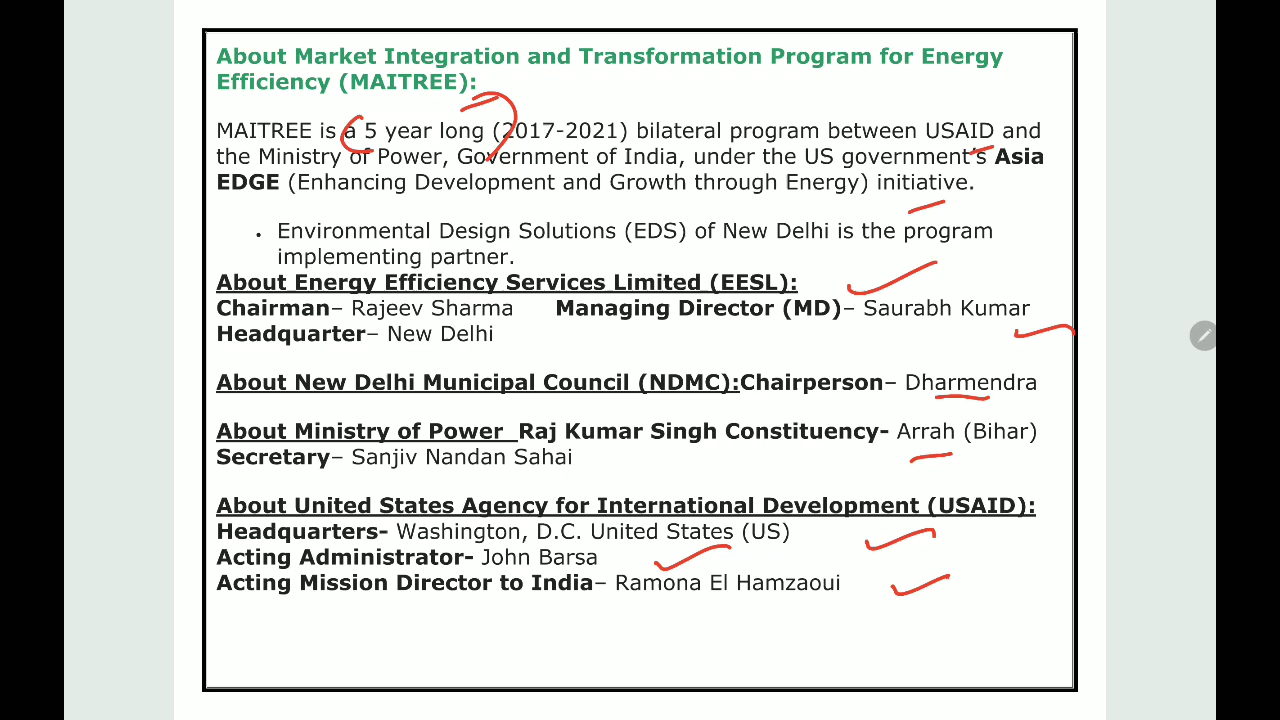 About Market Integration and Transformation Program for Energy
Efficiency (MAITREE):
MAITREE is a 5 year long (2017-2021) bilateral program between USAID and
the Ministry of Power, Government of India, under the US government's Asia
EDGE (Enhancing Development and Growth through Energy) initiative.
• Environmental Design Solutions (EDS) of New Delhi is the program
implementing partner.
About Energy Efficiency Services Limited (EESL):
Chairman– Rajeev Sharma Managing Director (MD)– Saurabh Kumar
Headquarter– New Delhi
About New Delhi Municipal Council (NDMC):Chairperson– Dharmendra
About Ministry of Power Raj Kumar Singh Constituency- Arrah (Bihar)
Secretary– Sanjiv Nandan Sahai
About United States Agency for International Development (USAID):
Headquarters- Washington, D.C. United States (US)
Acting Administrator- John Barsa
Acting Mission Director to India– Ramona El Hamzaoui